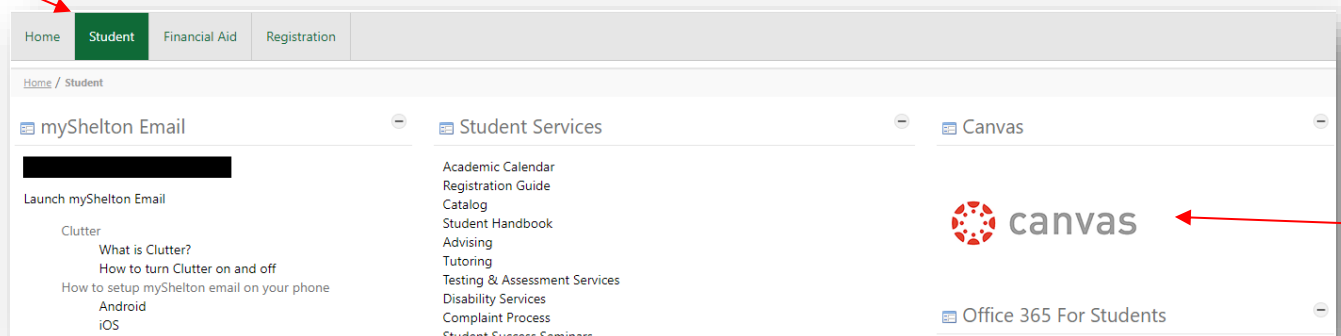 Home Student Financial Aid Registration
Home / Student
myShelton Email
Launch myShelton Email
Clutter
What is Clutter?
How to turn Clutter on and off
How to setup myShelton email on your phone
Android
iOS
Student Services
Academic Calendar
Registration Guide
Catalog
Student Handbook
Advising
Tutoring
Testing & Assessment Services
Disability Services
Complaint Process
Student Success Seminars
Canvas
canvas
Office 365 For Students